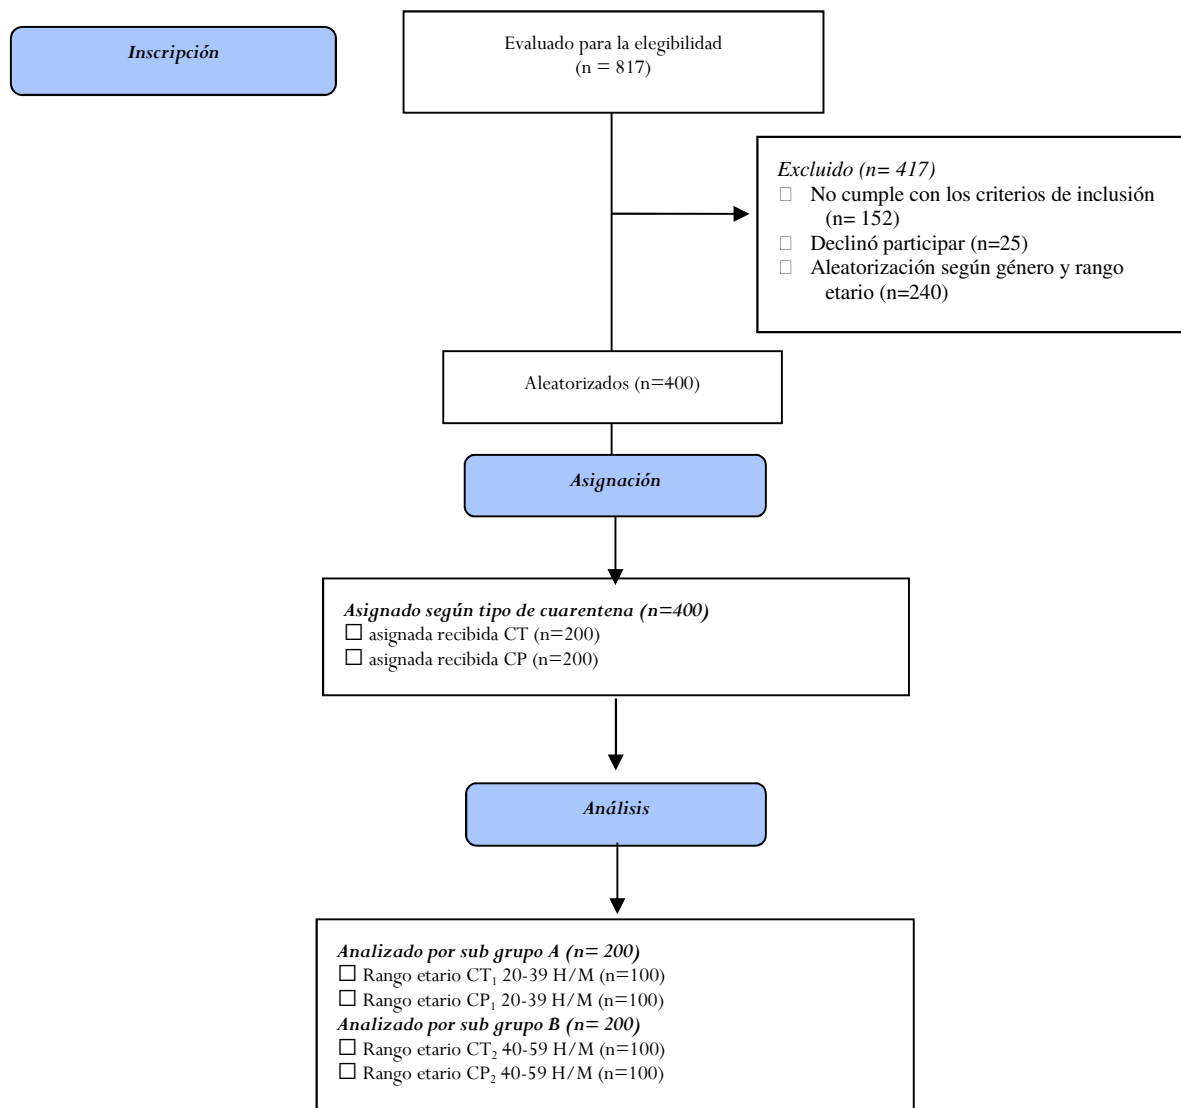 Inscripción
Evaluado para la elegibilidad
(n = 817)
Excluido (n= 417)
□ No cumple con los criterios de inclusión
(n= 152)
□ Declinó participar (n=25)
□ Aleatorización según género y rango
etario (n=240)
Aleatorizados (n=400)
Asignación
Asignado según tipo de cuarentena (n=400)
□ asignada recibida CT (n=200)
□ asignada recibida CP (n=200)
Análisis
Analizado por sub grupo A (n= 200)
□ Rango etario CT₁ 20-39 H/M (n=100)
□ Rango etario CP₁ 20-39 H/M (n=100)
Analizado por sub grupo B (n= 200)
□ Rango etario CT₂ 40-59 H/M (n=100)
□ Rango etario CP₂ 40-59 H/M (n=100)